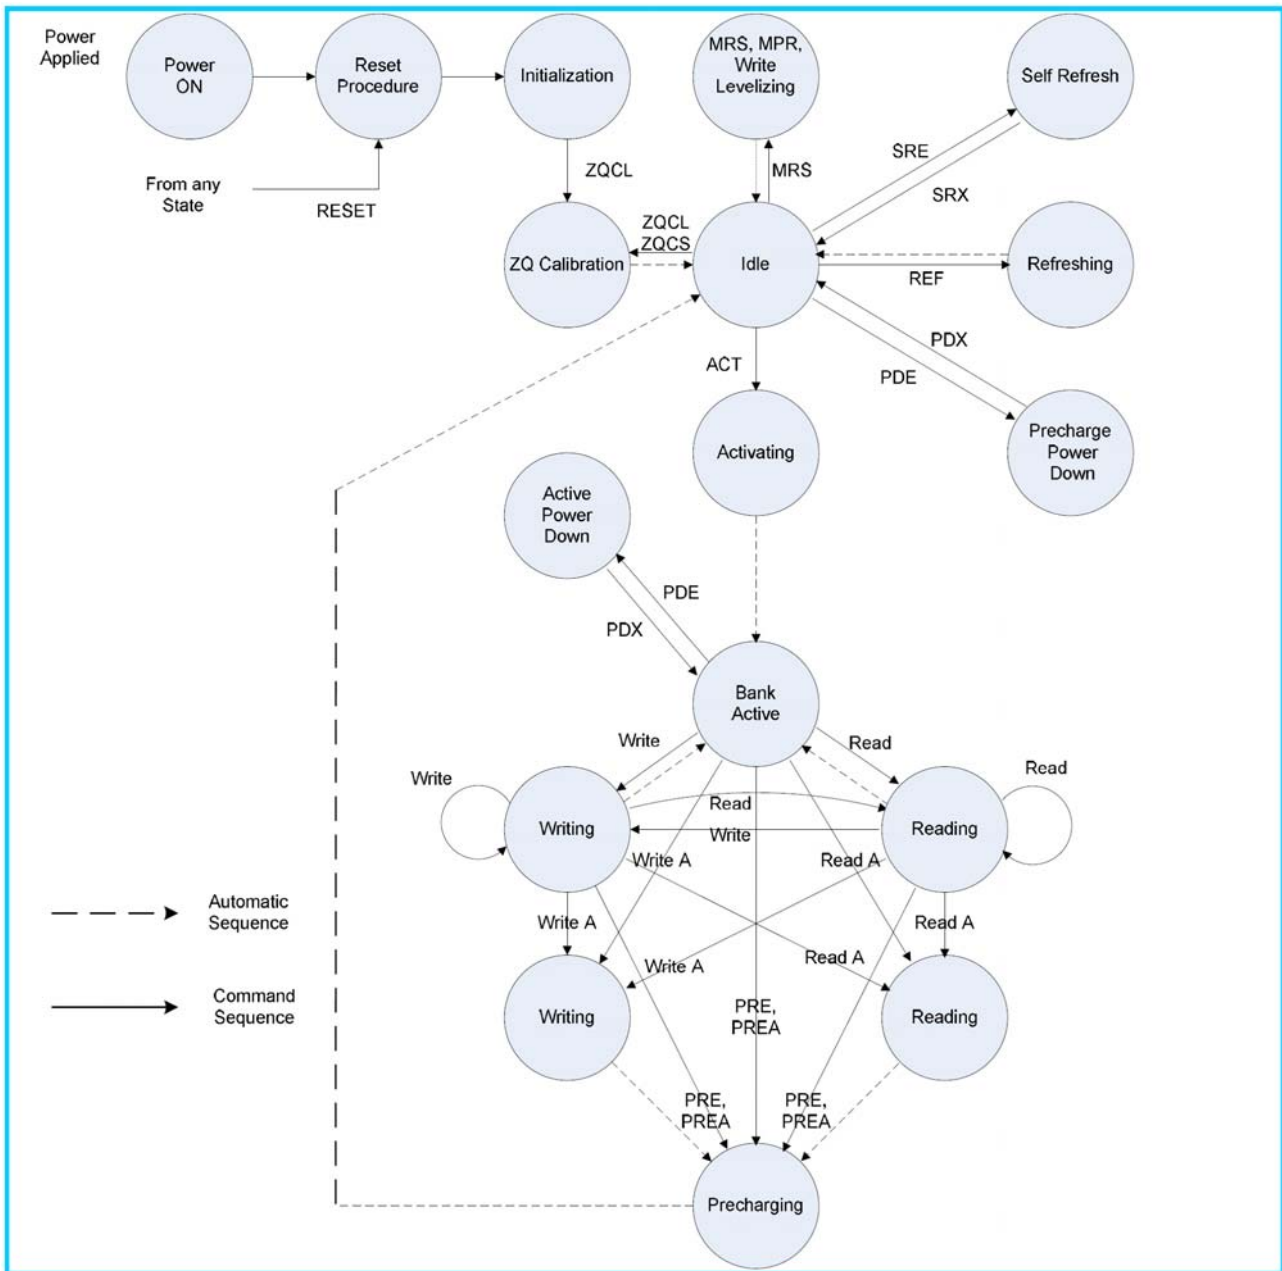 Power
Applied
Power
ON
Reset
Procedure
Initialization
MRS, MPR,
Write
Levelizing
Self Refresh
From any
State
RESET
ZQCL
MRS
SRE
SRX
ZQCL
ZQCS
ZQ Calibration
Idle
REF
Refreshing
ACT
PDX
PDE
Activating
Precharge
Power
Down
Active
Power
Down
PDE
PDX
Bank
Active
Write
Read
Write
Read
Read
Writing
Write
Reading
Write A
Read A
Automatic
Sequence
Write A
Read A
Write A
Read A
Command
Sequence
Writing
PRE,
PREA
Reading
PRE,
PREA
PRE,
PREA
Precharging